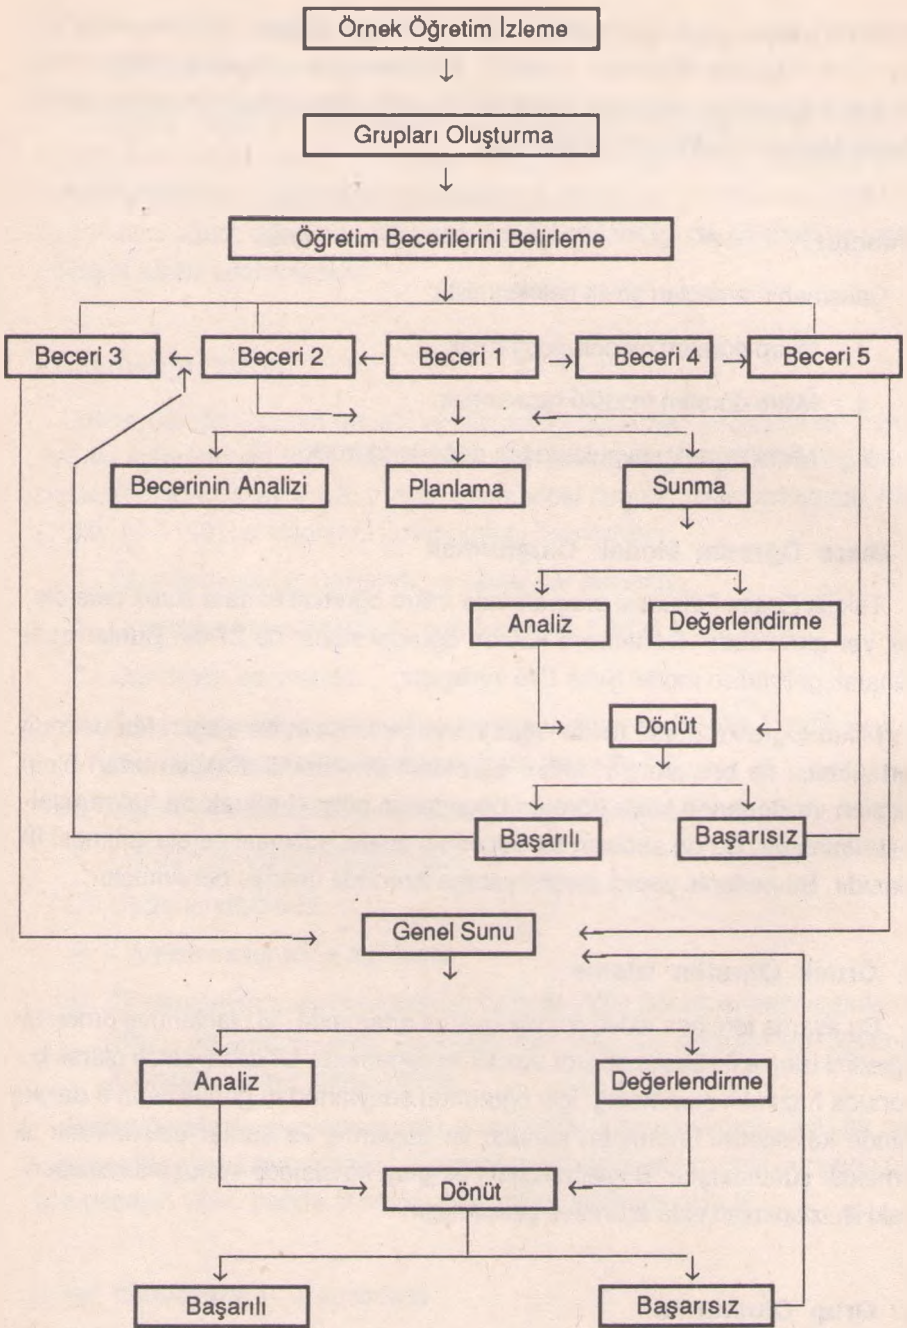 Örnek Öğretim İzleme
Grupları Oluşturma
Öğretim Becerilerini Belirleme
Beceri 3
Beceri 2
Beceri 1
Beceri 4
Beceri 5
Becerinin Analizi
Planlama
Sunma
Analiz
Değerlendirme
Dönüt
Başarılı
Başarısız
Genel Sunu
Analiz
Değerlendirme
Dönüt
Başarılı
Başarısız